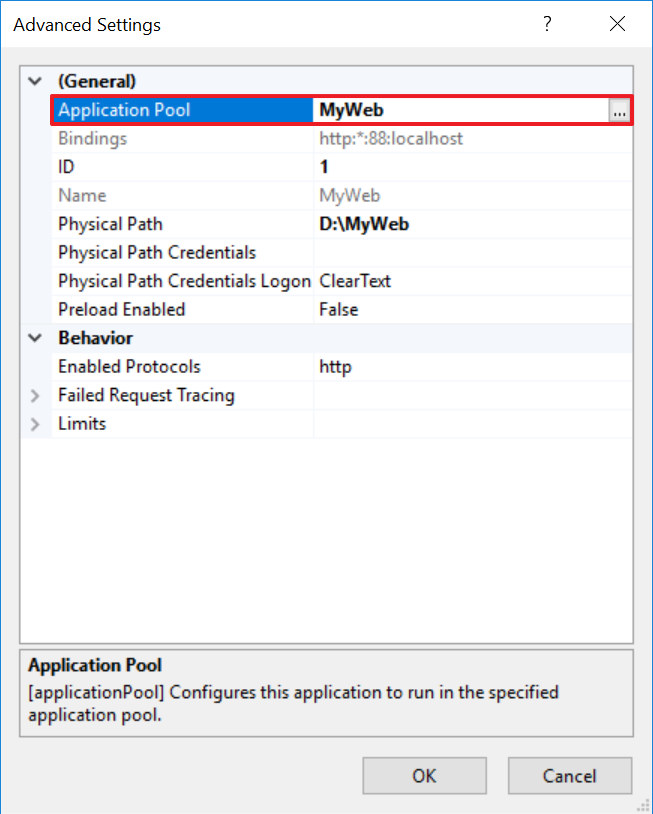 Advanced Settings ?
(General)
Application Pool MyWeb ...
Bindings http:*:88:localhost
ID 1
Name MyWeb
Physical Path D:\MyWeb
Physical Path Credentials
Physical Path Credentials Logon ClearText
Preload Enabled False
Behavior
Enabled Protocols http
Failed Request Tracing
Limits
Application Pool
[applicationPool] Configures this application to run in the specified
application pool.
OK Cancel